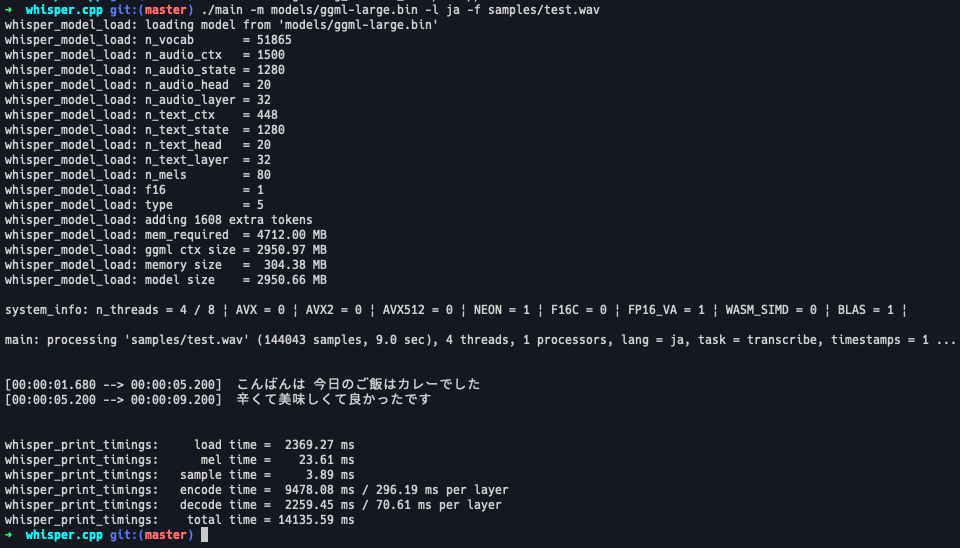 ➜  whisper.cpp git:(master) ./main -m models/ggml-large.bin -l ja -f samples/test.wav
whisper_model_load: loading model from 'models/ggml-large.bin'
whisper_model_load: n_vocab       = 51865
whisper_model_load: n_audio_ctx   = 1500
whisper_model_load: n_audio_state = 1280
whisper_model_load: n_audio_head  = 20
whisper_model_load: n_audio_layer = 32
whisper_model_load: n_text_ctx    = 448
whisper_model_load: n_text_state  = 1280
whisper_model_load: n_text_head   = 20
whisper_model_load: n_text_layer  = 32
whisper_model_load: n_mels        = 80
whisper_model_load: f16           = 1
whisper_model_load: type          = 5
whisper_model_load: adding 1608 extra tokens
whisper_model_load: mem_required  = 4712.00 MB
whisper_model_load: ggml ctx size = 2950.97 MB
whisper_model_load: memory size   =  304.38 MB
whisper_model_load: model size    = 2950.66 MB
system_info: n_threads = 4 / 8 | AVX = 0 | AVX2 = 0 | AVX512 = 0 | NEON = 1 | F16C = 0 | FP16_VA = 1 | WASM_SIMD = 0 | BLAS = 1 |
main: processing 'samples/test.wav' (144043 samples, 9.0 sec), 4 threads, 1 processors, lang = ja, task = transcribe, timestamps = 1 ...
[00:00:01.680 --> 00:00:05.200]  こんばんは 今日のご飯はカレーでした
[00:00:05.200 --> 00:00:09.200]  辛くて美味しくて良かったです
whisper_print_timings:     load time =  2369.27 ms
whisper_print_timings:      mel time =    23.61 ms
whisper_print_timings:   sample time =     3.89 ms
whisper_print_timings:   encode time =  9478.08 ms / 296.19 ms per layer
whisper_print_timings:   decode time =  2259.45 ms / 70.61 ms per layer
whisper_print_timings:    total time = 14135.59 ms
➜  whisper.cpp git:(master)